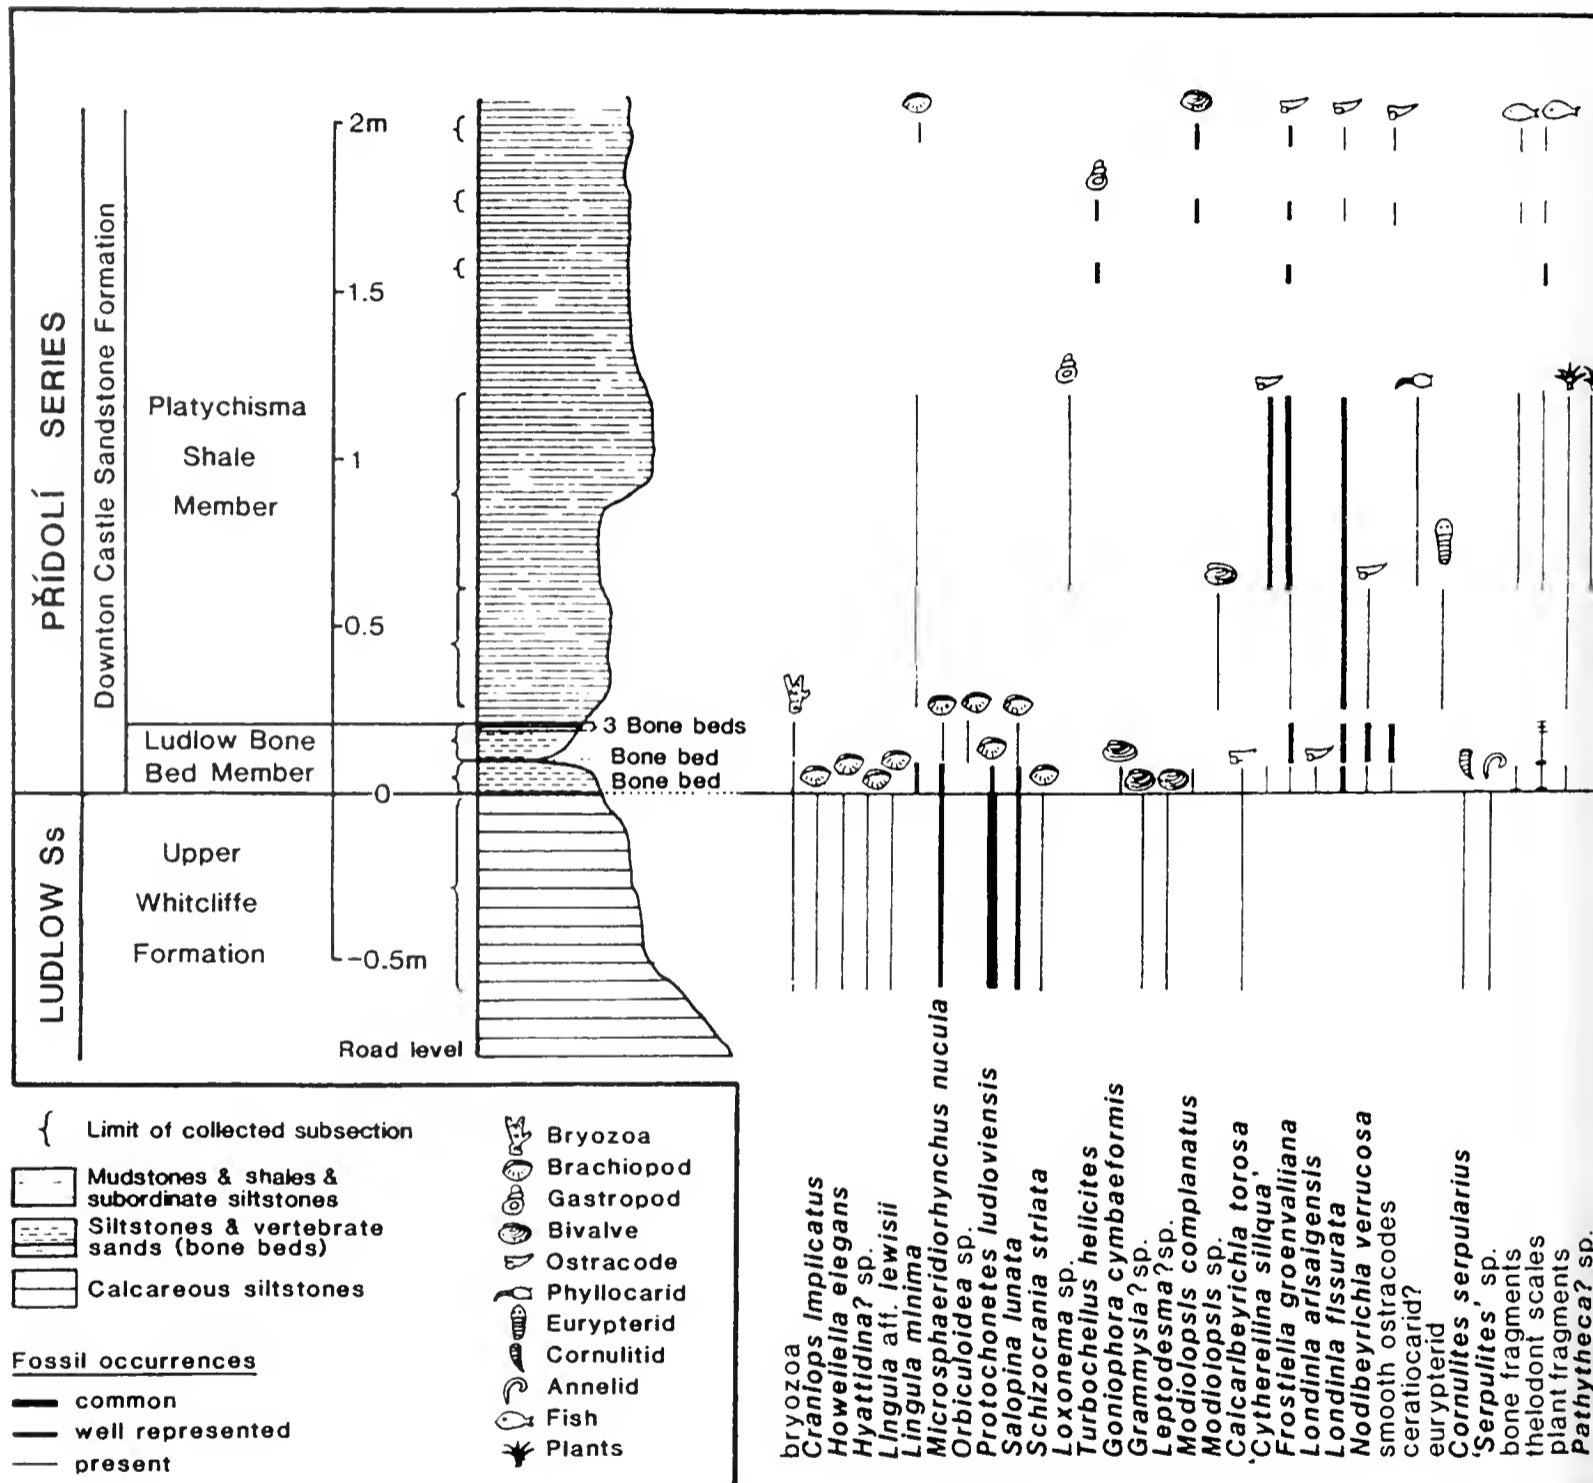 PŘÍDOLÍ SERIES
LUDLOW Ss
Downton Castle Sandstone Formation
Platychisma
Shale
Member
Ludlow Bone
Bed Member
Upper
Whitcliffe
Formation
2m
1.5
1
0.5
0
-0.5m
Road level
3 Bone beds
Bone bed
Bone bed
{ Limit of collected subsection
Mudstones & shales &
subordinate siltstones
Siltstones & vertebrate
sands (bone beds)
Calcareous siltstones
Fossil occurrences
common
well represented
present
Bryozoa
Brachiopod
Gastropod
Bivalve
Ostracode
Phyllocarid
Eurypterid
Cornulitid
Annelid
Fish
Plants
bryozoa
Craniops implicatus
Howellella elegans
Hyattidina? sp.
Lingula aff. lewisii
Lingula minima
Microsphaeridiorhynchus nucula
Orbiculoidea sp.
Protochonetes ludloviensis
Salopina lunata
Schizocrania striata
Loxonema sp.
Turbocheilus helicites
Goniophora cymbaeformis
Grammysia? sp.
Leptodesma? sp.
Modiolopsis complanatus
Modiolopsis sp.
Calcaribeyrichia torosa
'Cytherellina siliqua'
Frostiella groenvalliana
Londinia arisaigensis
Londinia fissurata
Nodibeyrichia verrucosa
smooth ostracodes
ceratiocarid?
eurypterid
Cornulites serpularius
'Serpulites' sp.
bone fragments
thelodont scales
plant fragments
Pachytheca? sp.